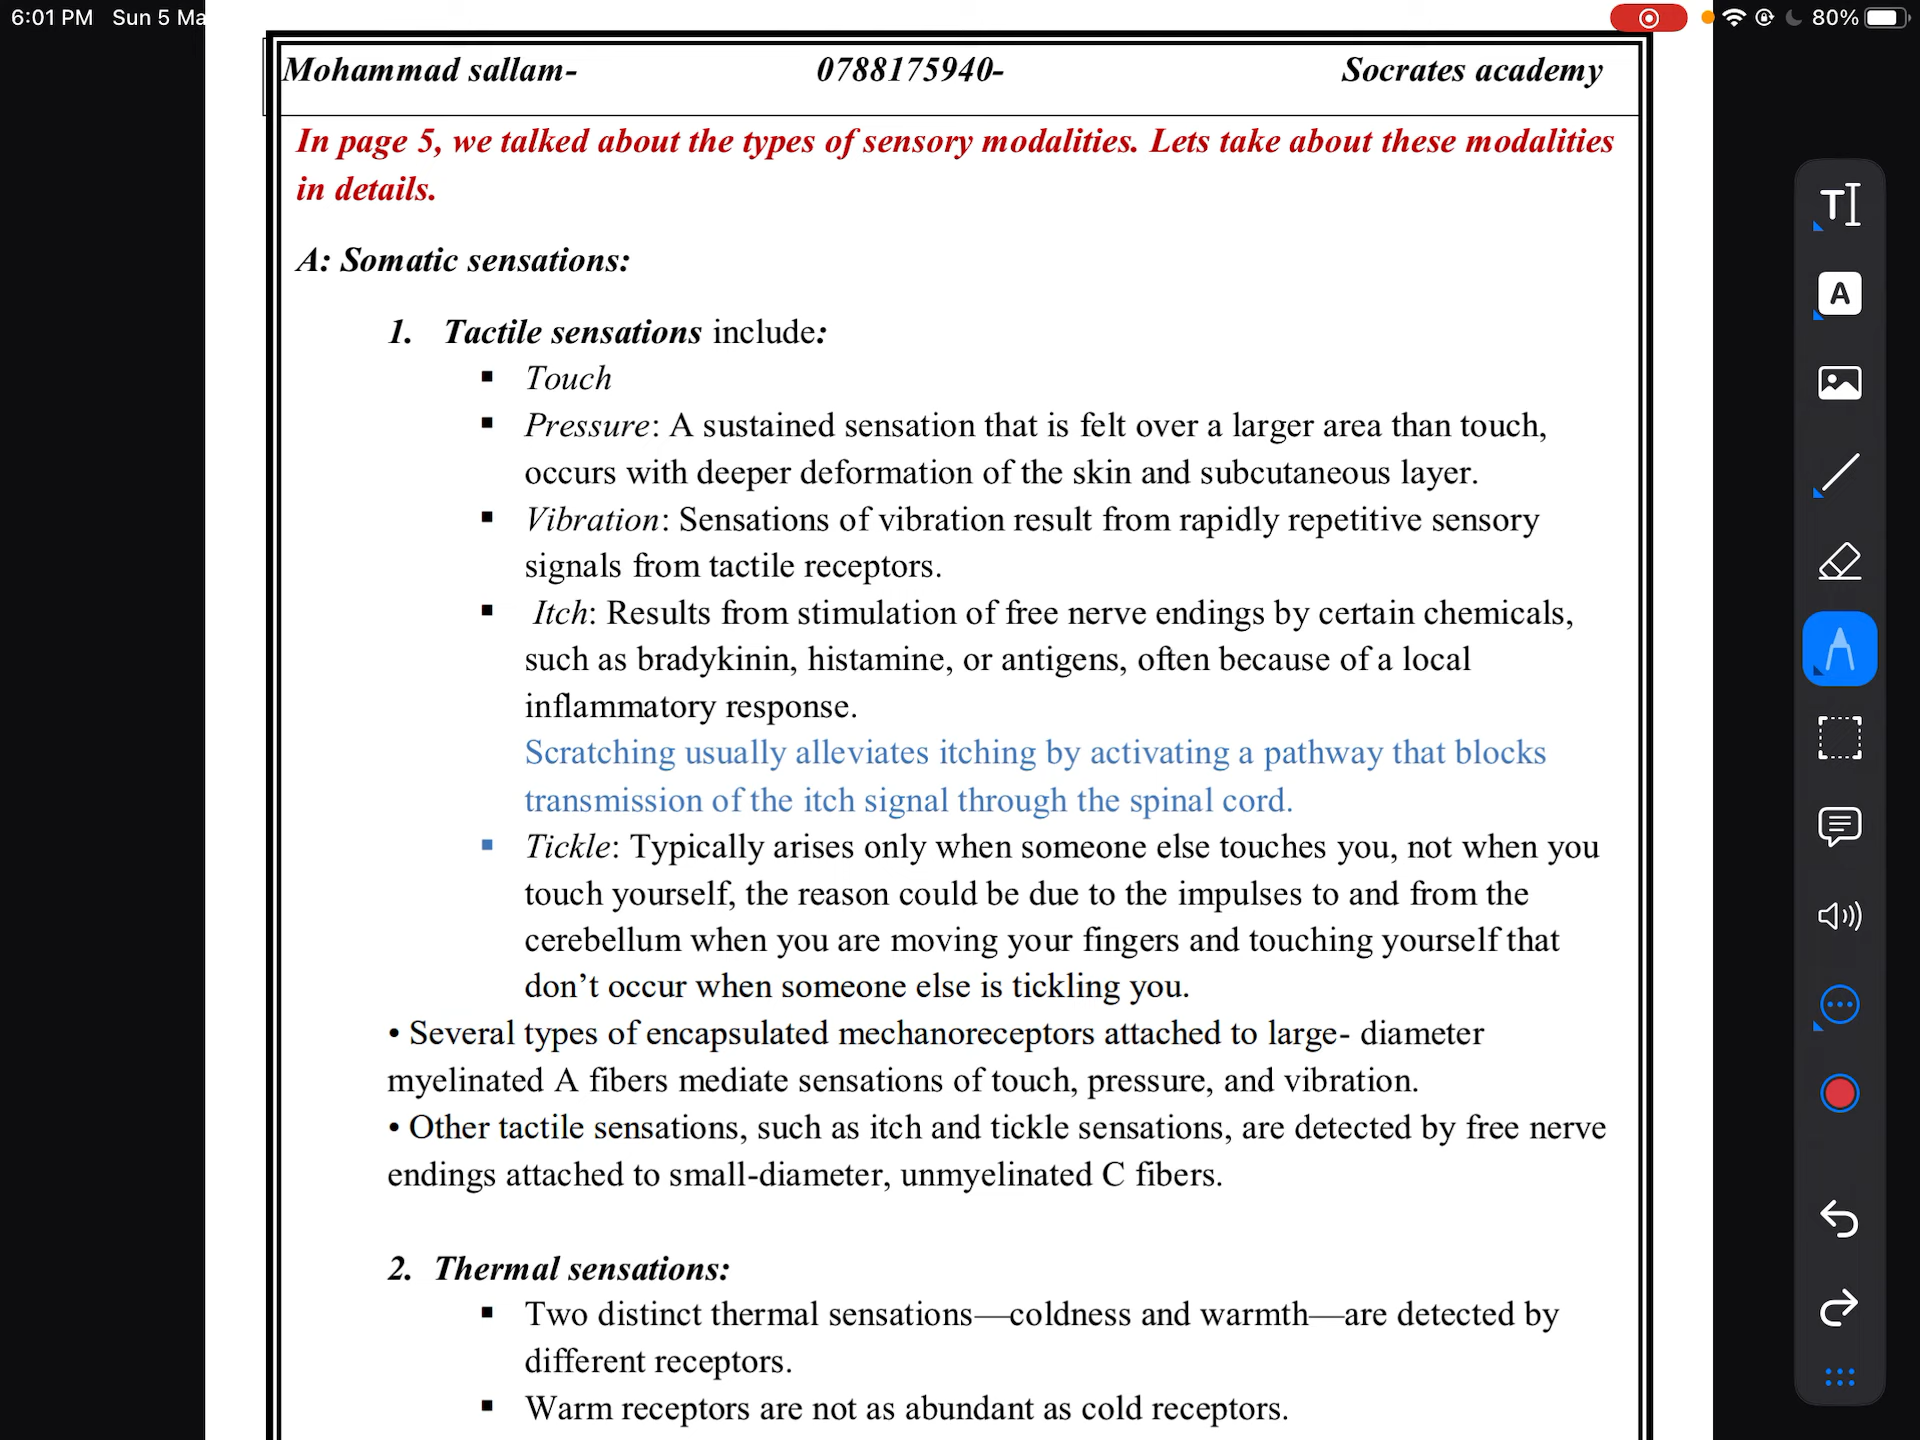 6:01 PM Sun 5 Ma
80%
Mohammad sallam- 0788175940- Socrates academy
In page 5, we talked about the types of sensory modalities. Lets take about these modalities
in details.
A: Somatic sensations:
1. Tactile sensations include:
▪ Touch
▪ Pressure: A sustained sensation that is felt over a larger area than touch,
occurs with deeper deformation of the skin and subcutaneous layer.
▪ Vibration: Sensations of vibration result from rapidly repetitive sensory
signals from tactile receptors.
▪ Itch: Results from stimulation of free nerve endings by certain chemicals,
such as bradykinin, histamine, or antigens, often because of a local
inflammatory response.
Scratching usually alleviates itching by activating a pathway that blocks
transmission of the itch signal through the spinal cord.
▪ Tickle: Typically arises only when someone else touches you, not when you
touch yourself, the reason could be due to the impulses to and from the
cerebellum when you are moving your fingers and touching yourself that
don’t occur when someone else is tickling you.
• Several types of encapsulated mechanoreceptors attached to large- diameter
myelinated A fibers mediate sensations of touch, pressure, and vibration.
• Other tactile sensations, such as itch and tickle sensations, are detected by free nerve
endings attached to small-diameter, unmyelinated C fibers.
2. Thermal sensations:
▪ Two distinct thermal sensations—coldness and warmth—are detected by
different receptors.
▪ Warm receptors are not as abundant as cold receptors.
T
A